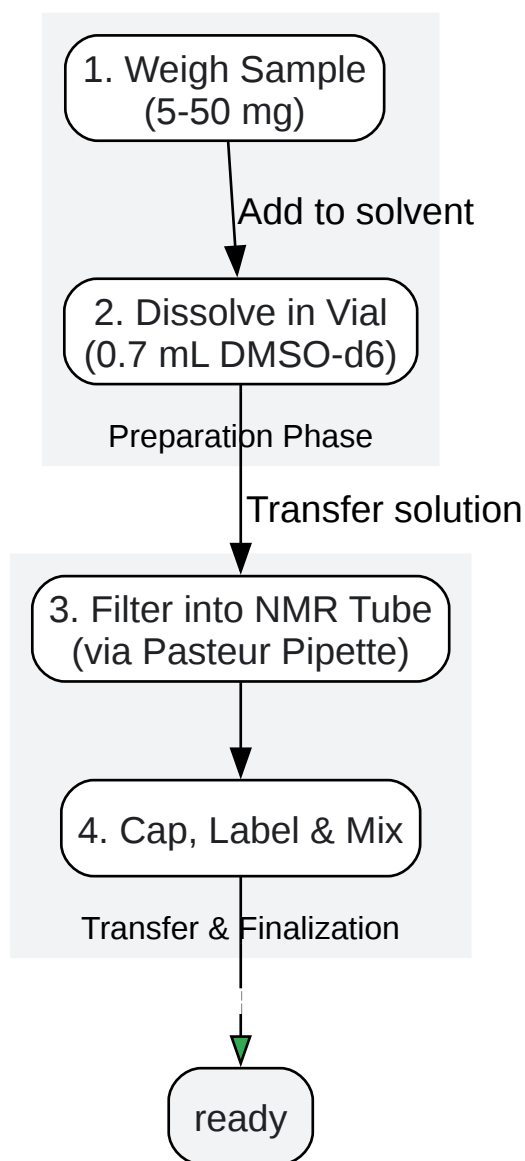 1. Weigh Sample
(5-50 mg)
Add to solvent
2. Dissolve in Vial
(0.7 mL DMSO-d6)
Preparation Phase
Transfer solution
3. Filter into NMR Tube
(via Pasteur Pipette)
4. Cap, Label & Mix
Transfer & Finalization
ready